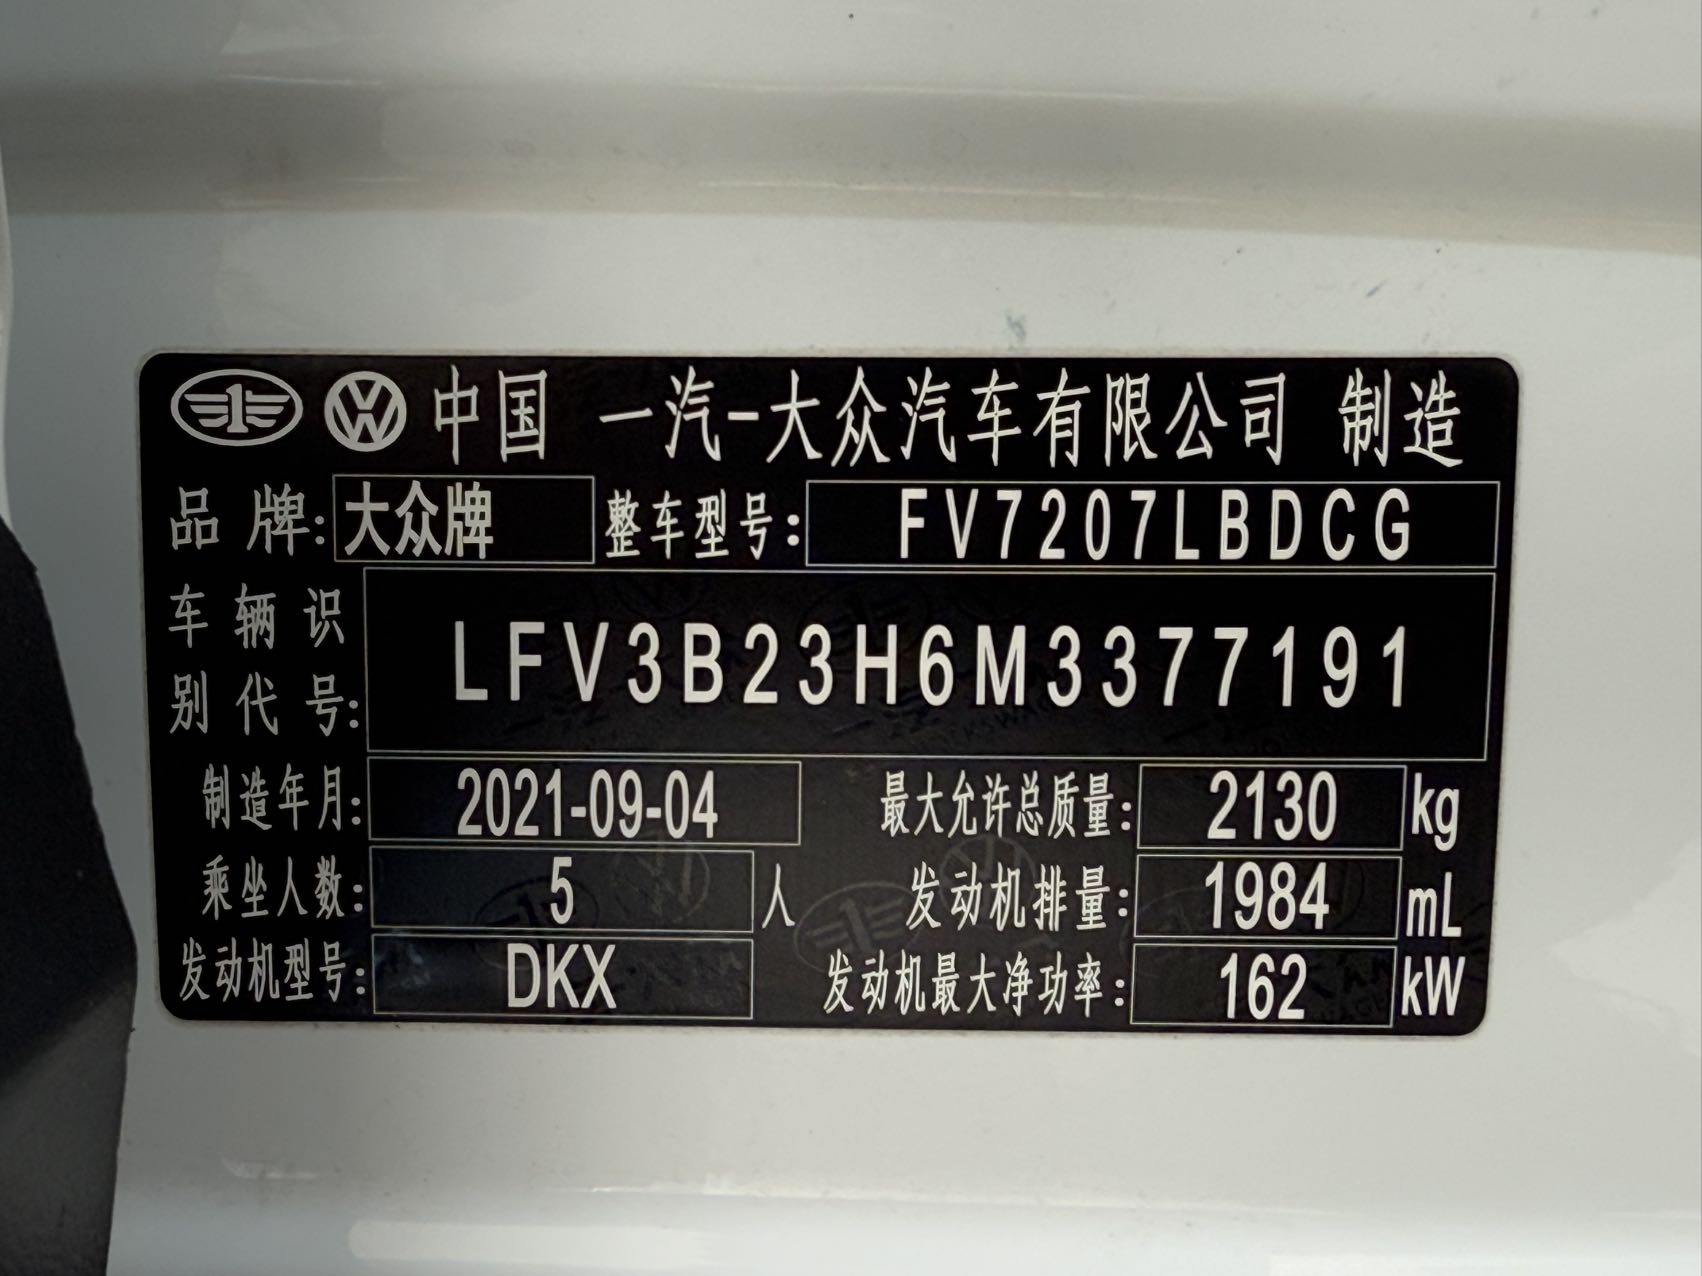 中国 一汽-大众汽车有限公司 制造
品牌: 大众牌 整车型号: FV7207LBDCG
车辆识别代号: LFV3B23H6M3377191
制造年月: 2021-09-04 最大允许总质量: 2130 kg
乘坐人数: 5 人 发动机排量: 1984 mL
发动机型号: DKX 发动机最大净功率: 162 kW